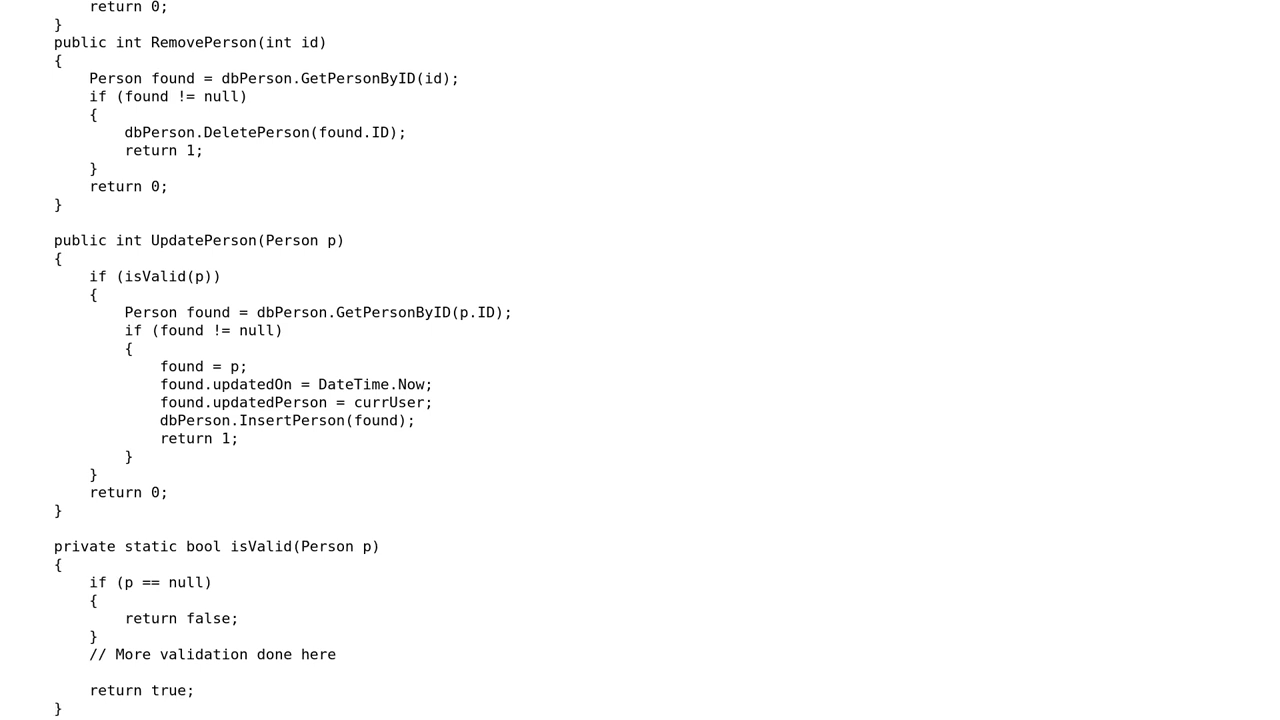 return 0;
}
public int RemovePerson(int id)
{
Person found = dbPerson.GetPersonByID(id);
if (found != null)
{
dbPerson.DeletePerson(found.ID);
return 1;
}
return 0;
}
public int UpdatePerson(Person p)
{
if (isValid(p))
{
Person found = dbPerson.GetPersonByID(p.ID);
if (found != null)
{
found = p;
found.updatedOn = DateTime.Now;
found.updatedPerson = currUser;
dbPerson.InsertPerson(found);
return 1;
}
}
return 0;
}
private static bool isValid(Person p)
{
if (p == null)
{
return false;
}
// More validation done here
return true;
}